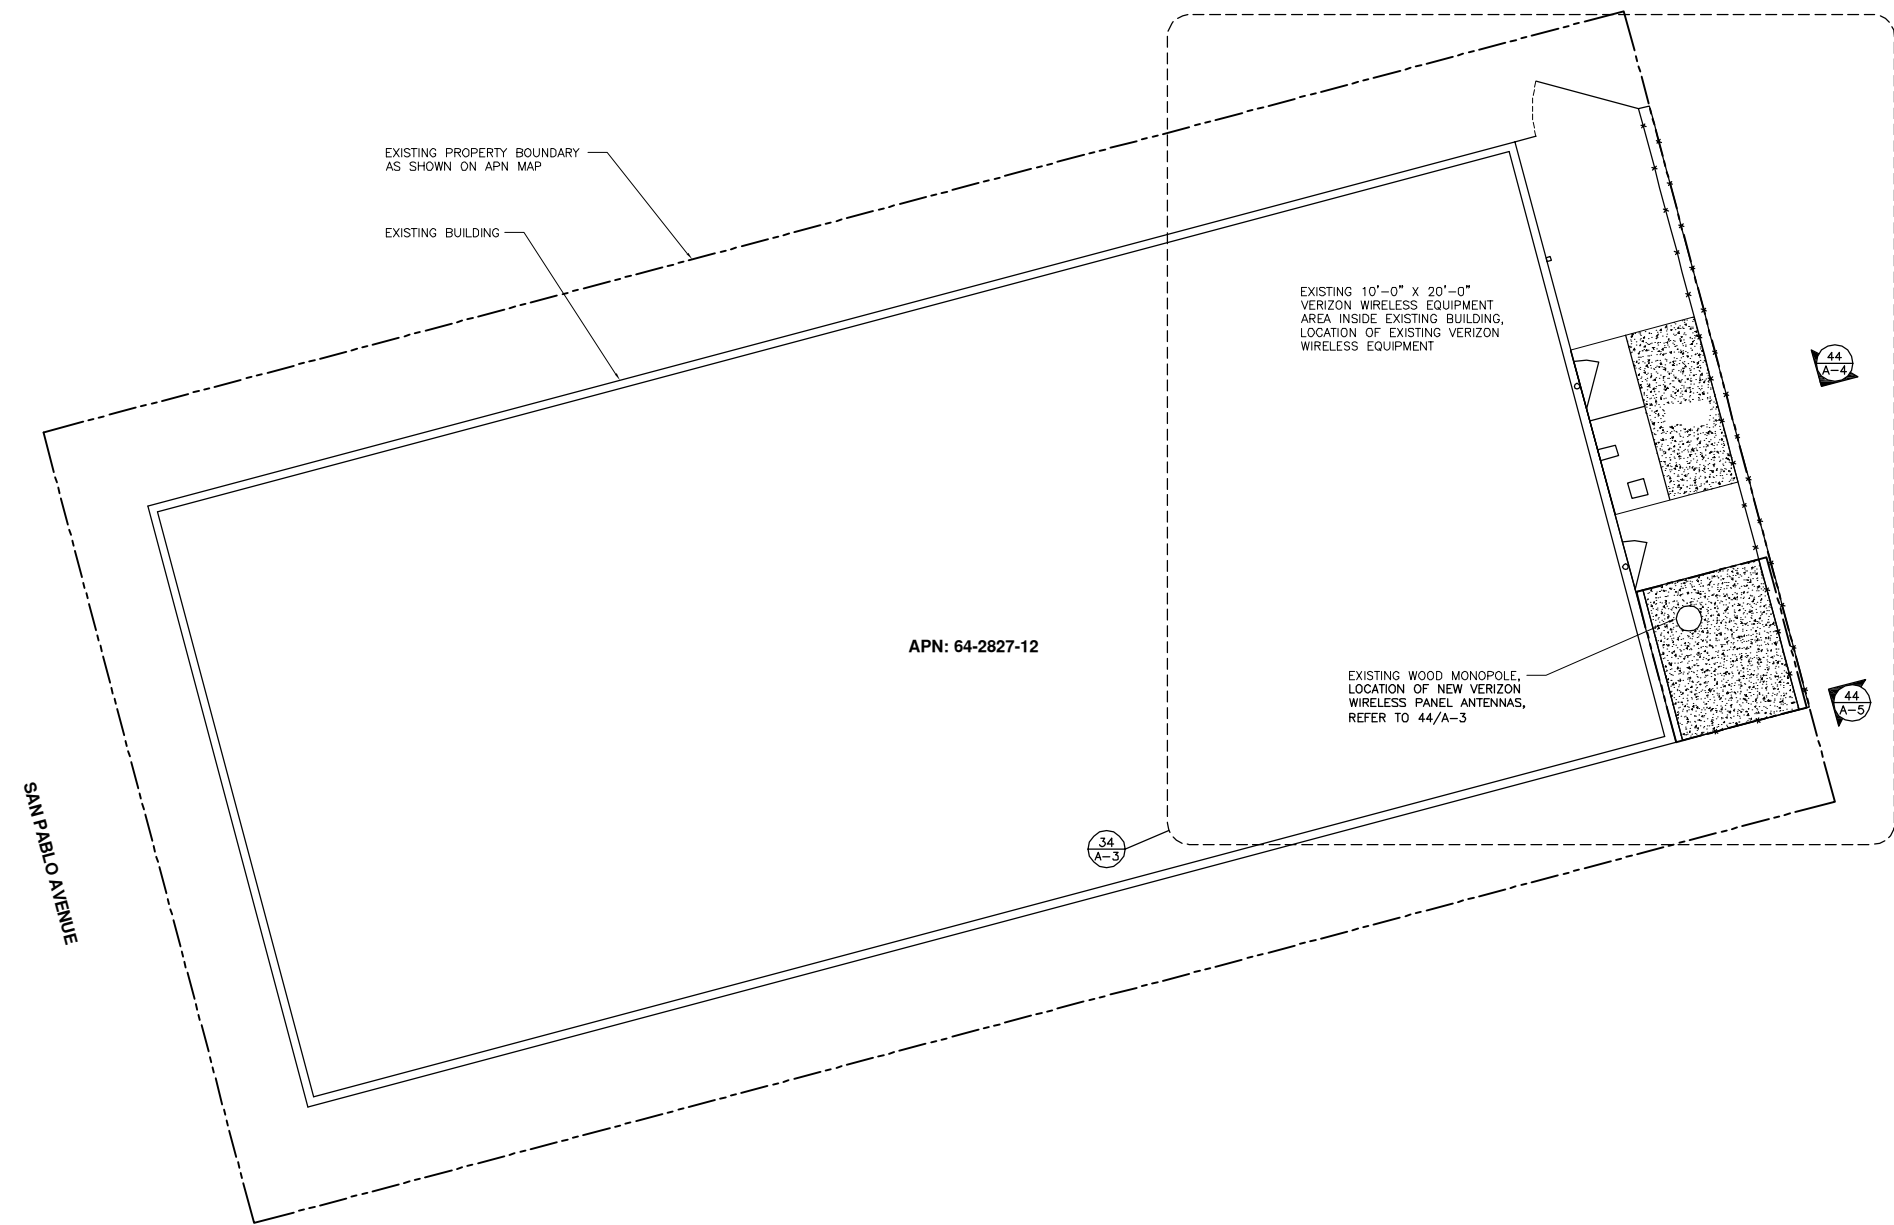 EXISTING PROPERTY BOUNDARY
AS SHOWN ON APN MAP
EXISTING BUILDING
EXISTING 10'-0" X 20'-0"
VERIZON WIRELESS EQUIPMENT
AREA INSIDE EXISTING BUILDING,
LOCATION OF EXISTING VERIZON
WIRELESS EQUIPMENT
44
A-4
APN: 64-2827-12
EXISTING WOOD MONOPOLE,
LOCATION OF NEW VERIZON
WIRELESS PANEL ANTENNAS,
REFER TO 44/A-3
44
A-5
SAN PABLO AVENUE
34
A-3